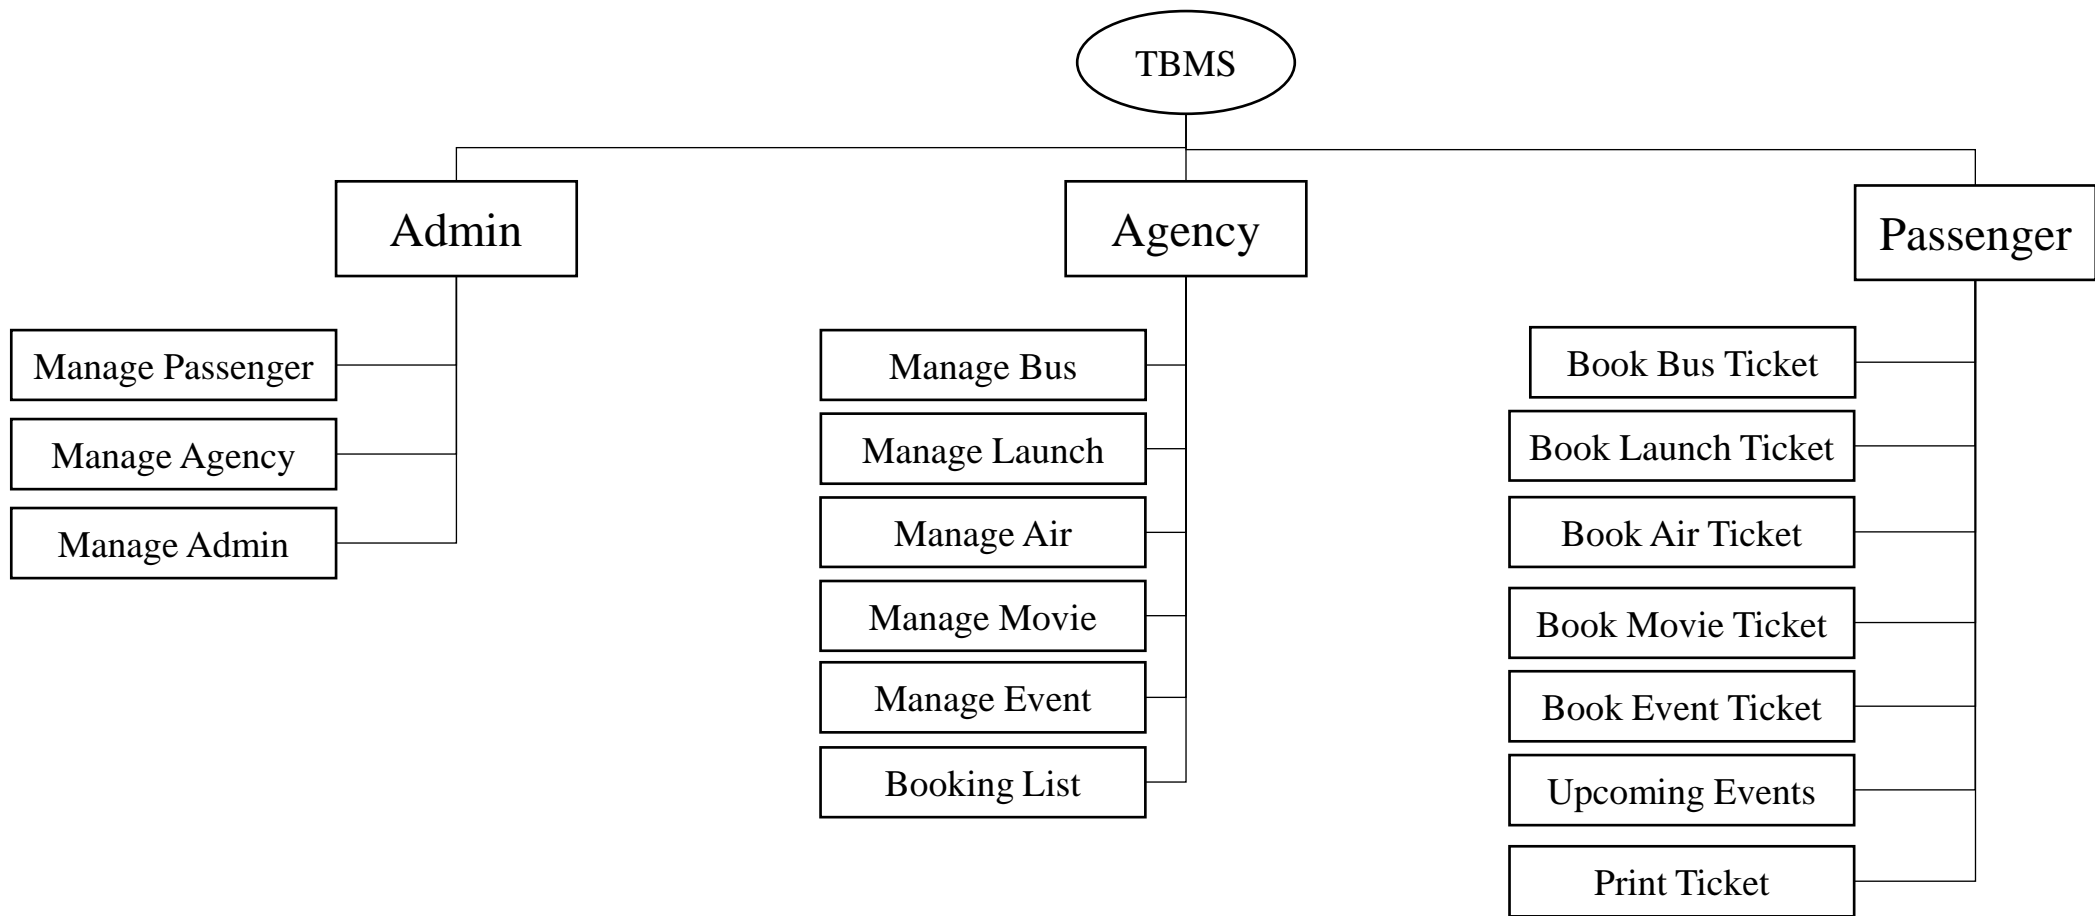 TBMS
Admin
Agency
Passenger
Manage Passenger
Manage Agency
Manage Admin
Manage Bus
Manage Launch
Manage Air
Manage Movie
Manage Event
Booking List
Book Bus Ticket
Book Launch Ticket
Book Air Ticket
Book Movie Ticket
Book Event Ticket
Upcoming Events
Print Ticket